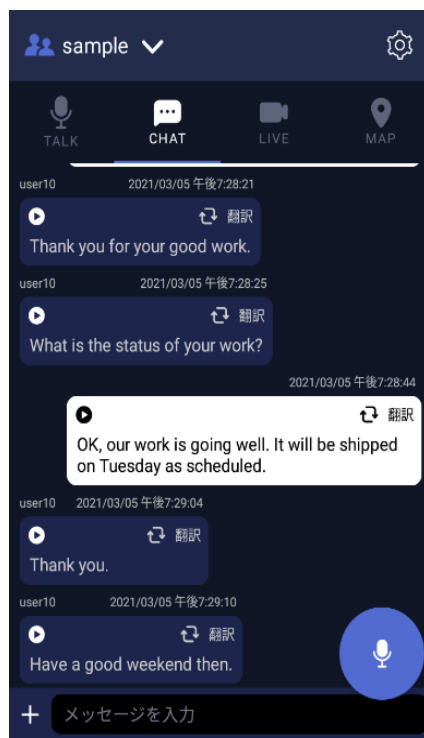 sample
TALK CHAT LIVE MAP
user10 2021/03/05 午後7:28:21
翻訳
Thank you for your good work.
user10 2021/03/05 午後7:28:25
翻訳
What is the status of your work?
2021/03/05 午後7:28:44
翻訳
OK, our work is going well. It will be shipped
on Tuesday as scheduled.
user10 2021/03/05 午後7:29:04
翻訳
Thank you.
user10 2021/03/05 午後7:29:10
翻訳
Have a good weekend then.
メッセージを入力